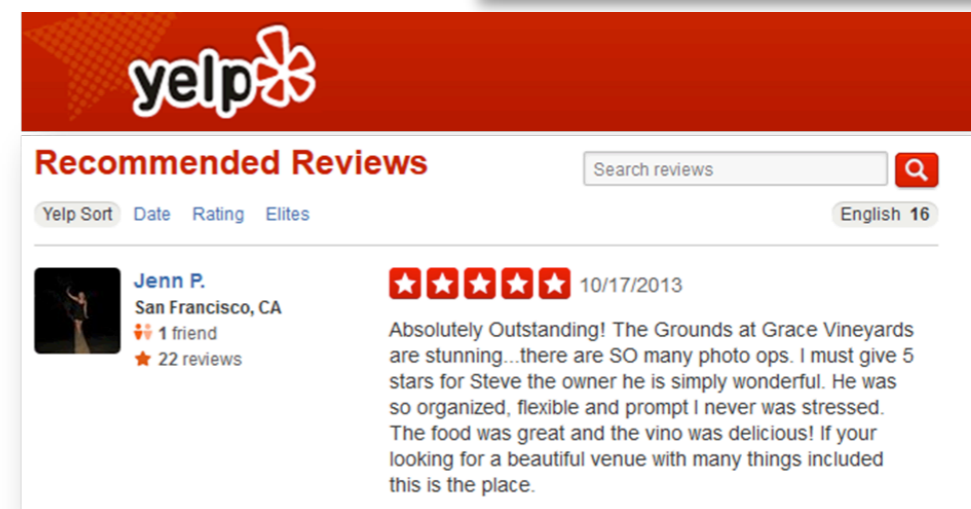 yelp
Recommended Reviews
Search reviews
Yelp Sort Date Rating Elites English 16
Jenn P.
San Francisco, CA
1 friend
22 reviews
10/17/2013
Absolutely Outstanding! The Grounds at Grace Vineyards
are stunning...there are SO many photo ops. I must give 5
stars for Steve the owner he is simply wonderful. He was
so organized, flexible and prompt I never was stressed.
The food was great and the vino was delicious! If your
looking for a beautiful venue with many things included
this is the place.